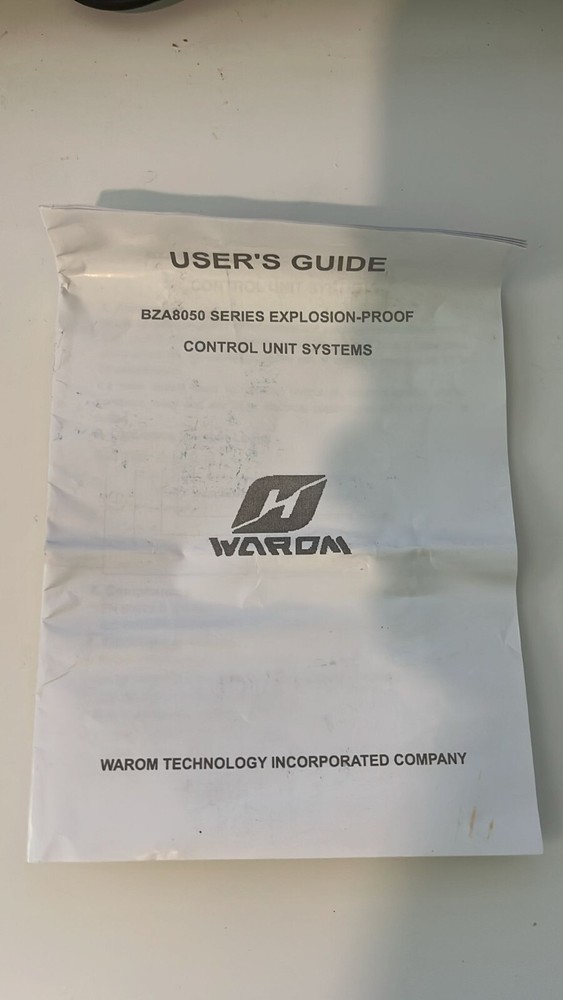 USER'S GUIDE
BZA8050 SERIES EXPLOSION-PROOF
CONTROL UNIT SYSTEMS
WAROM
WAROM TECHNOLOGY INCORPORATED COMPANY